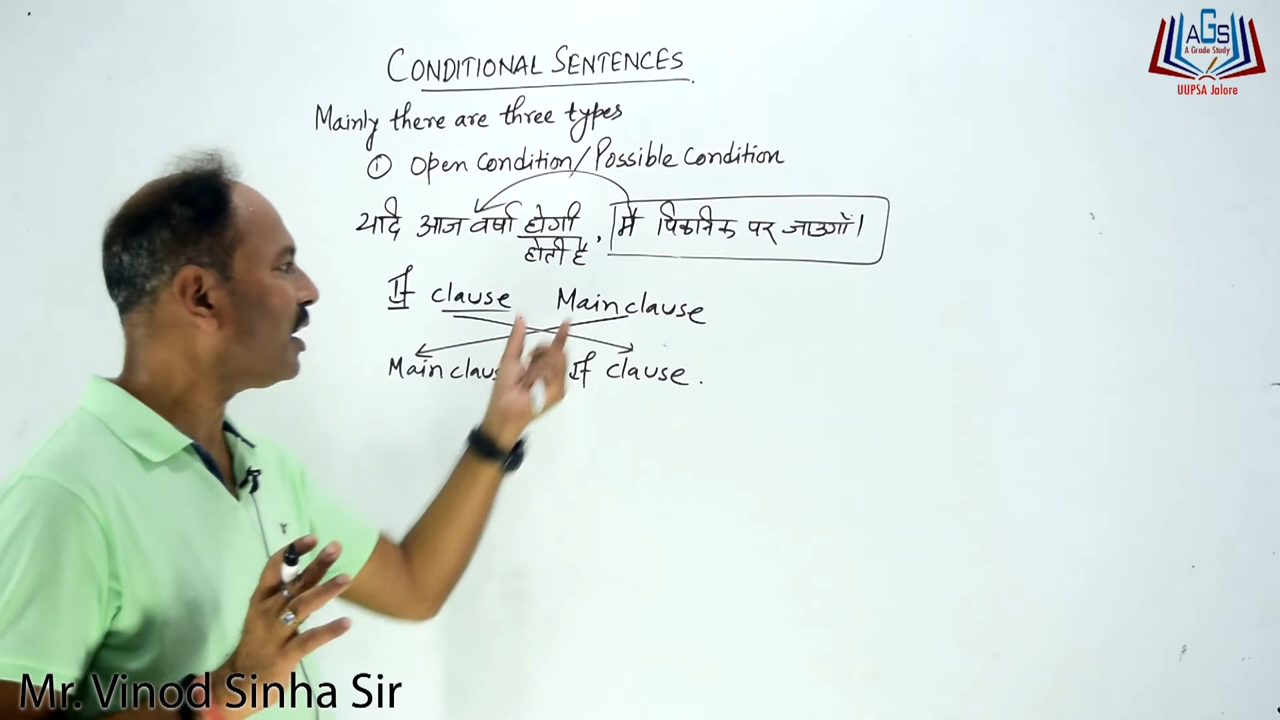 CONDITIONAL SENTENCES
Mainly there are three types
① Open Condition/Possible Condition
यदि आज वर्षा होगी, मैं पिकनिक पर जाउगाँ।
होती है
If clause Main clause
Main If clause.
AGS
A Grade Study
UUPSA Jalore
Mr. Vinod Sinha Sir